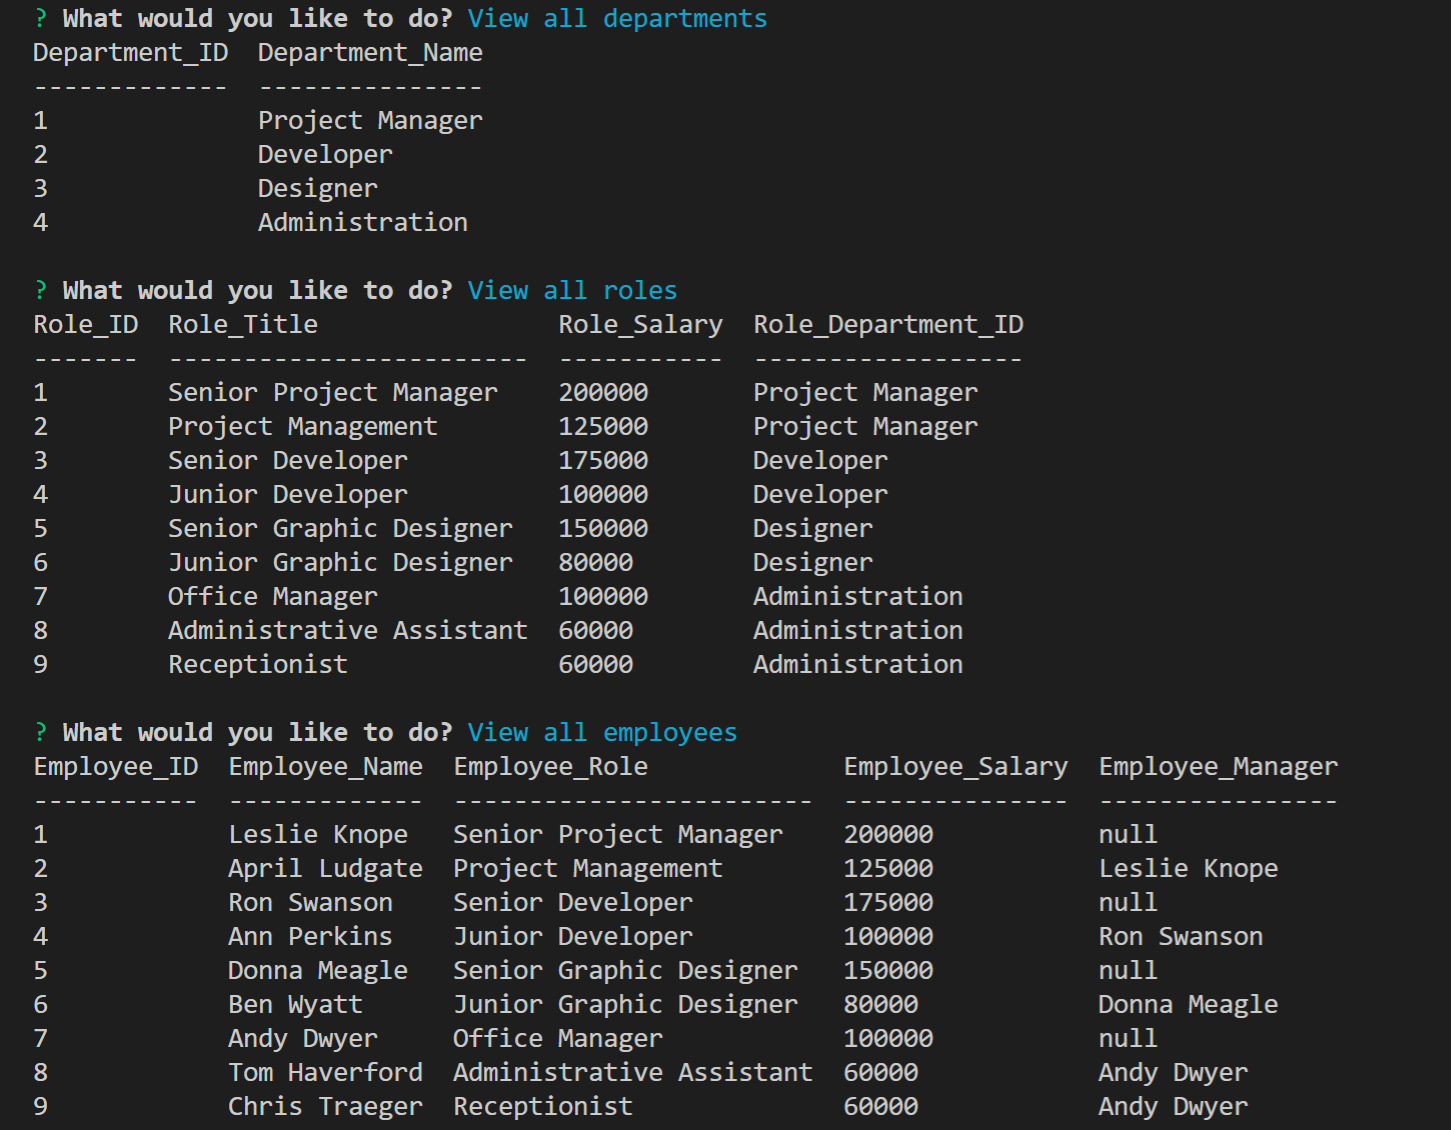 ? What would you like to do? View all departments
Department_ID  Department_Name
-------------  ---------------
1              Project Manager
2              Developer
3              Designer
4              Administration
? What would you like to do? View all roles
Role_ID  Role_Title                Role_Salary  Role_Department_ID
-------  ------------------------  -----------  ------------------
1        Senior Project Manager    200000       Project Manager
2        Project Management        125000       Project Manager
3        Senior Developer          175000       Developer
4        Junior Developer          100000       Developer
5        Senior Graphic Designer   150000       Designer
6        Junior Graphic Designer   80000        Designer
7        Office Manager            100000       Administration
8        Administrative Assistant  60000        Administration
9        Receptionist              60000        Administration
? What would you like to do? View all employees
Employee_ID  Employee_Name  Employee_Role             Employee_Salary  Employee_Manager
-----------  -------------  ------------------------  ---------------  ----------------
1            Leslie Knope   Senior Project Manager    200000           null
2            April Ludgate  Project Management        125000           Leslie Knope
3            Ron Swanson    Senior Developer          175000           null
4            Ann Perkins    Junior Developer          100000           Ron Swanson
5            Donna Meagle   Senior Graphic Designer   150000           null
6            Ben Wyatt      Junior Graphic Designer   80000            Donna Meagle
7            Andy Dwyer     Office Manager            100000           null
8            Tom Haverford  Administrative Assistant  60000            Andy Dwyer
9            Chris Traeger  Receptionist              60000            Andy Dwyer